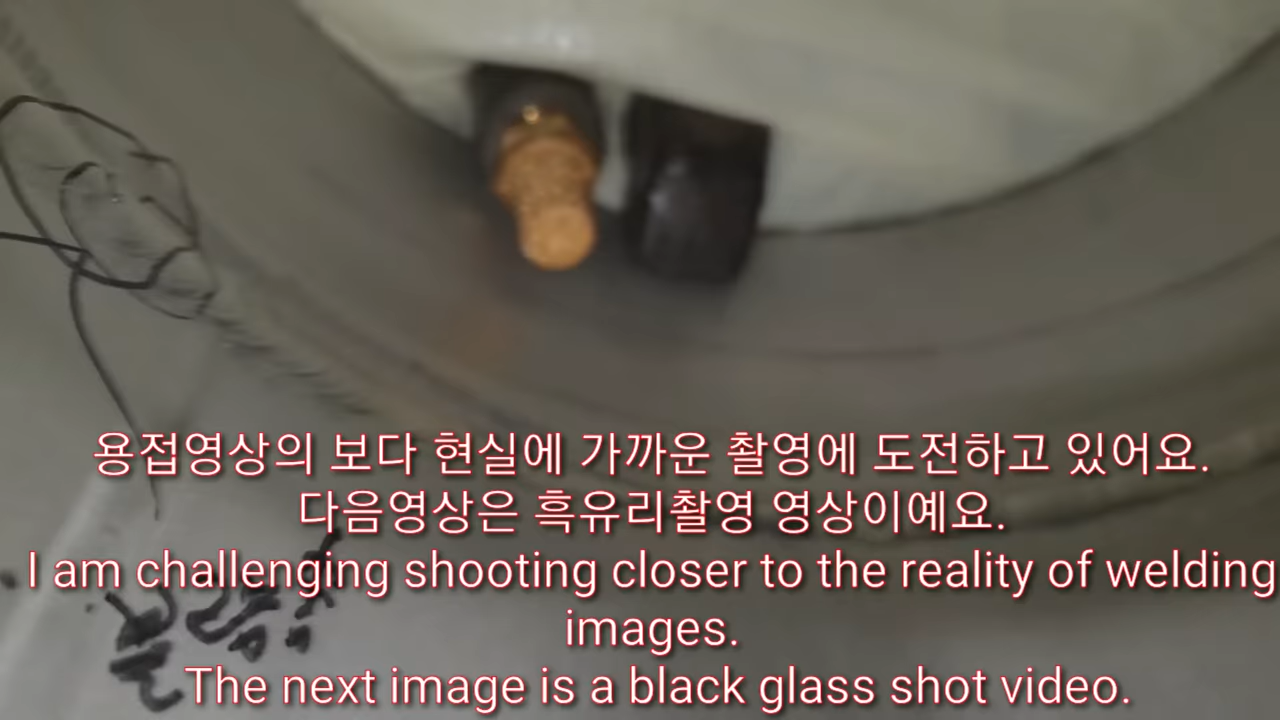 용접영상의 보다 현실에 가까운 촬영에 도전하고 있어요.
다음영상은 흑유리촬영 영상이예요.
I am challenging shooting closer to the reality of welding
images.
The next image is a black glass shot video.